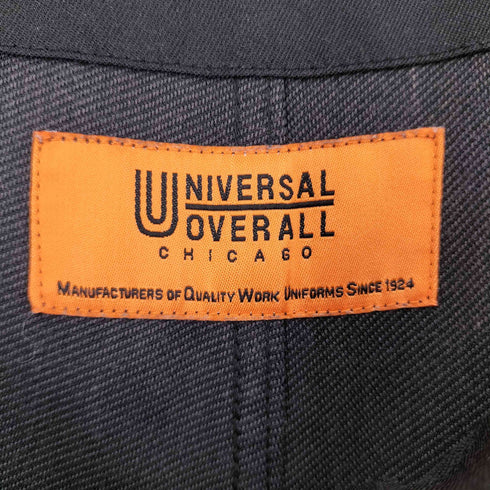 UNIVERSAL
OVERALL
CHICAGO
MANUFACTURERS OF QUALITY WORK UNIFORMS SINCE 1924